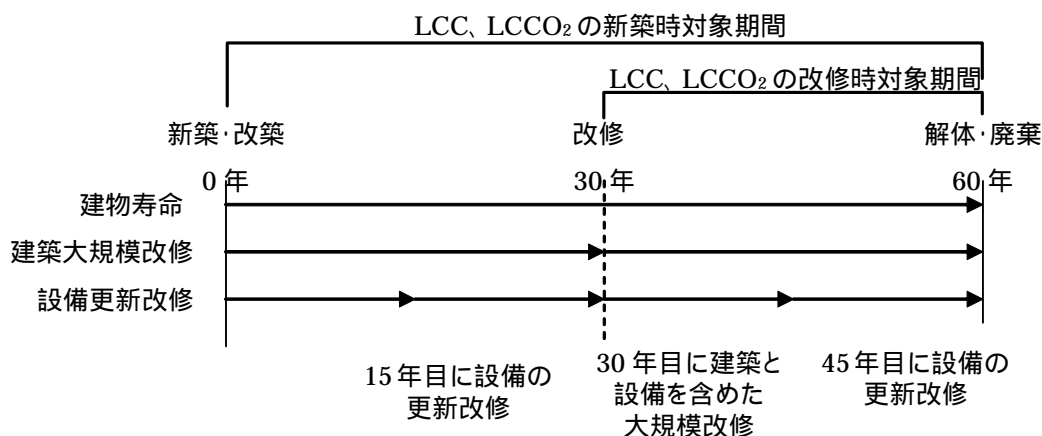 LCC、LCCO₂の新築時対象期間
LCC、LCCO₂の改修時対象期間
新築・改築
改修
解体・廃棄
0年
30年
60年
建物寿命
建築大規模改修
設備更新改修
15年目に設備の
更新改修
30年目に建築と
設備を含めた
大規模改修
45年目に設備の
更新改修